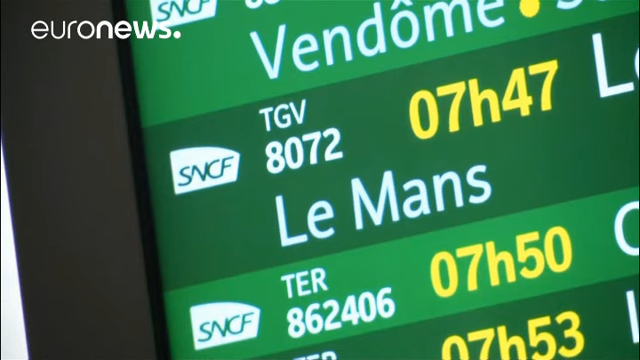 euronews.
SNCF
Vendôme
SNCF TGV 8072 07h47
Le Mans
SNCF TER 862406 07h50
07h53